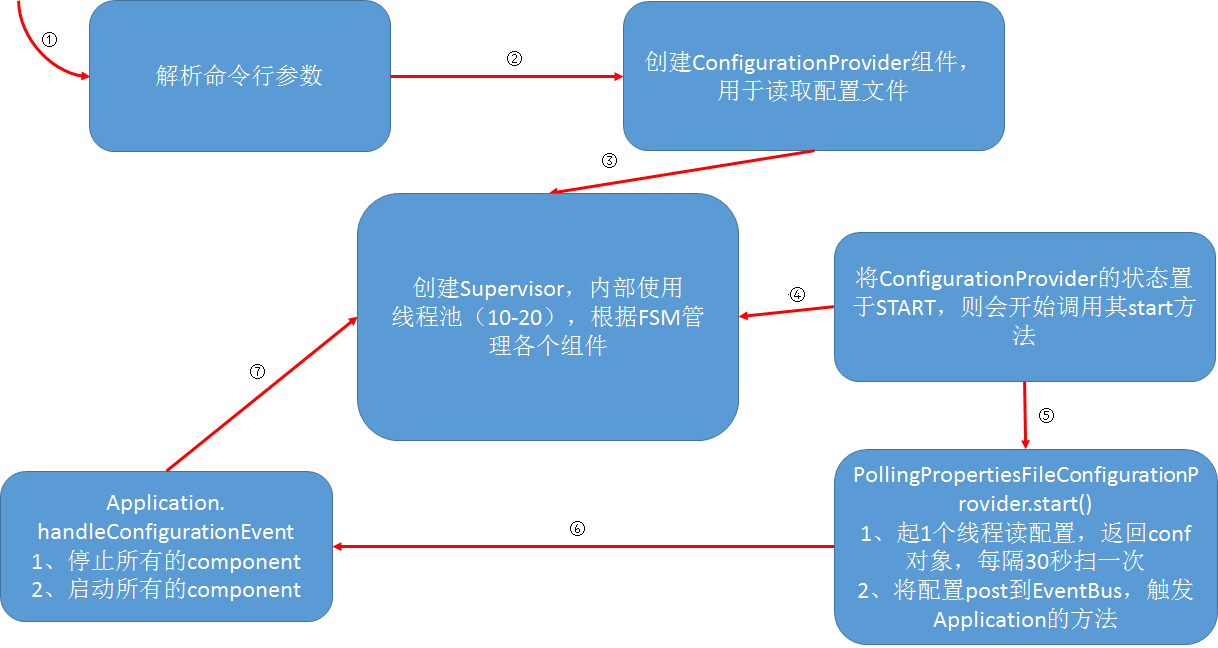 ①
解析命令行参数
②
创建ConfigurationProvider组件，
用于读取配置文件
③
创建Supervisor，内部使用
线程池（10-20），根据FSM管
理各个组件
④
将ConfigurationProvider的状态置
于START，则会开始调用其start方
法
⑤
PollingPropertiesFileConfigurationP
rovider.start()
1、起1个线程读配置，返回conf
对象，每隔30秒扫一次
2、将配置post到EventBus，触发
Application的方法
⑥
Application.
handleConfigurationEvent
1、停止所有的component
2、启动所有的component
⑦